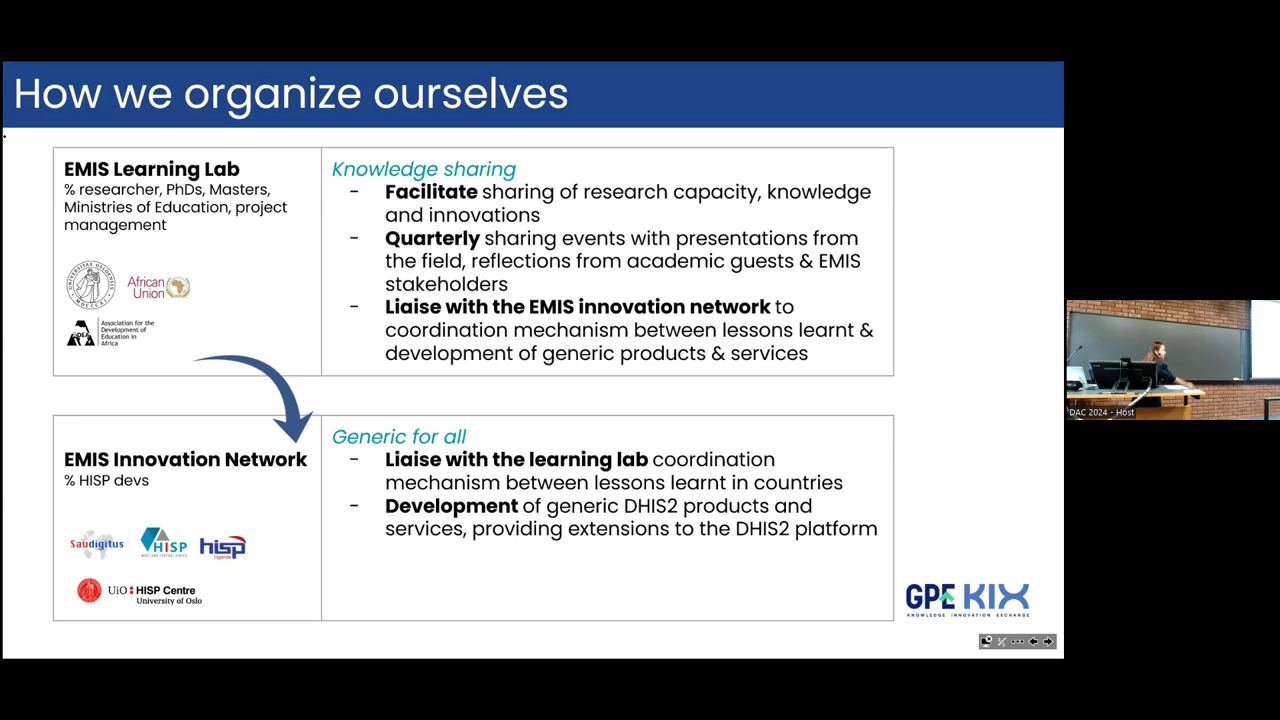 How we organize ourselves
EMIS Learning Lab
% researcher, PhDs, Masters,
Ministries of Education, project
management
African
Union
ADEA
Association for the
Development of
Education in
Africa
Knowledge sharing
- Facilitate sharing of research capacity, knowledge
and innovations
- Quarterly sharing events with presentations from
the field, reflections from academic guests & EMIS
stakeholders
- Liaise with the EMIS innovation network to
coordination mechanism between lessons learnt &
development of generic products & services
EMIS Innovation Network
% HISP devs
Saudigitus
HISP
WEST AND CENTRAL AFRICA
hisp
Uganda
UiO HISP Centre
University of Oslo
Generic for all
- Liaise with the learning lab coordination
mechanism between lessons learnt in countries
- Development of generic DHIS2 products and
services, providing extensions to the DHIS2 platform
GPE KIX
KNOWLEDGE INNOVATION EXCHANGE
DAC 2024 - Host